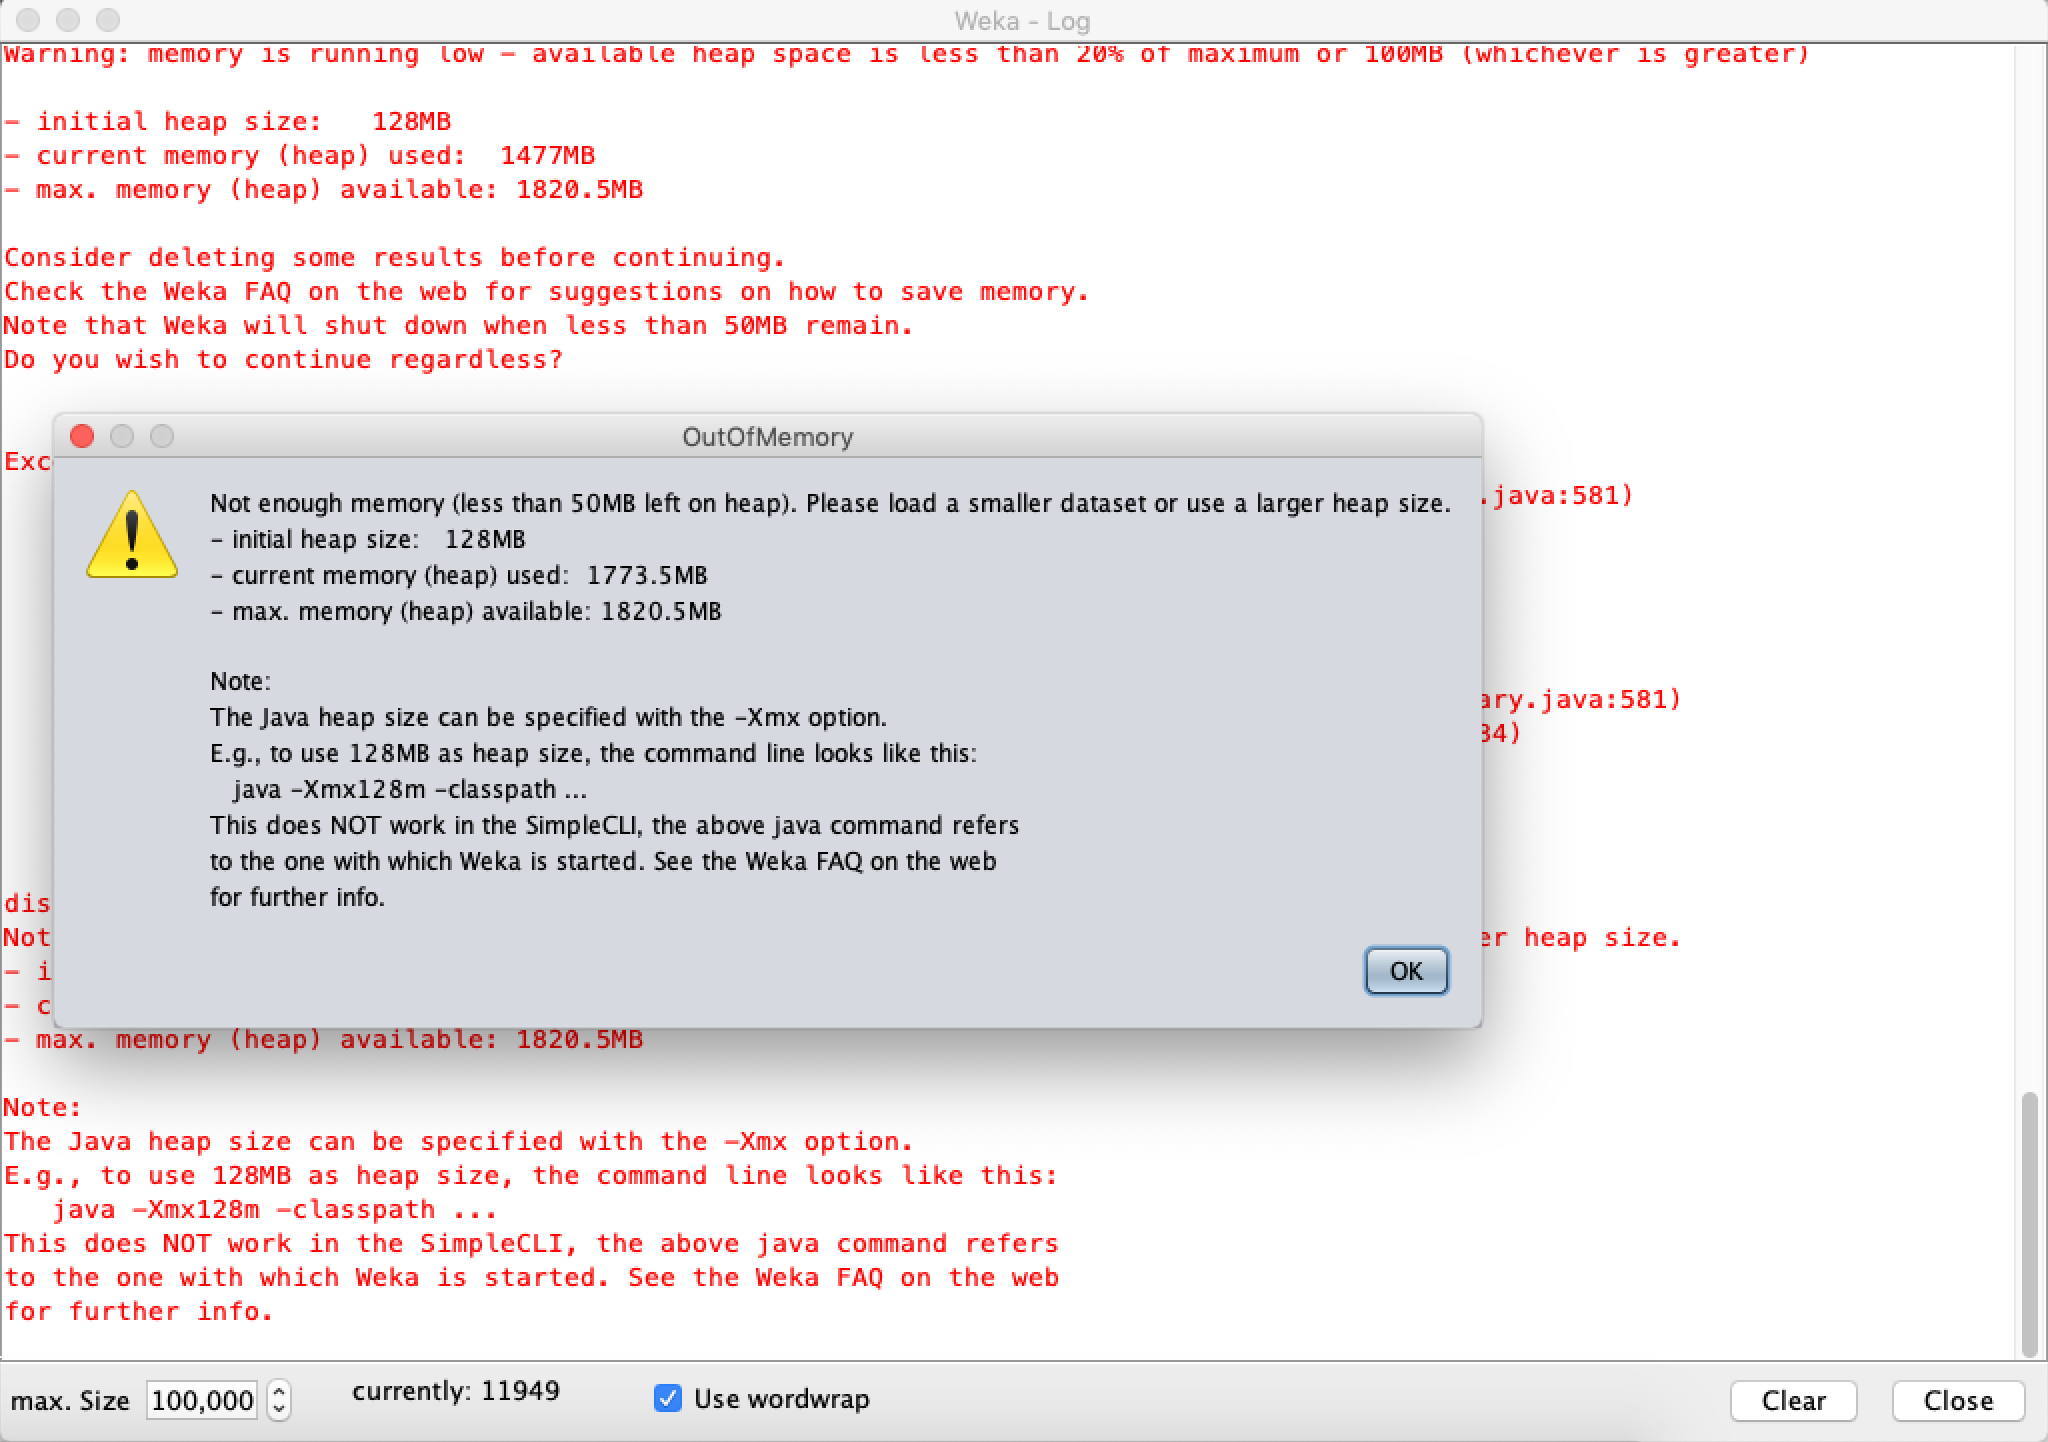 Weka - Log
Warning: memory is running low - available heap space is less than 20% of maximum or 100MB (whichever is greater)
- initial heap size:   128MB
- current memory (heap) used:  1477MB
- max. memory (heap) available: 1820.5MB
Consider deleting some results before continuing.
Check the Weka FAQ on the web for suggestions on how to save memory.
Note that Weka will shut down when less than 50MB remain.
Do you wish to continue regardless?
Exc
.java:581)
ary.java:581)
34)
dis
Not
er heap size.
- i
- c
- max. memory (heap) available: 1820.5MB
Note:
The Java heap size can be specified with the -Xmx option.
E.g., to use 128MB as heap size, the command line looks like this:
java -Xmx128m -classpath ...
This does NOT work in the SimpleCLI, the above java command refers
to the one with which Weka is started. See the Weka FAQ on the web
for further info.
OutOfMemory
Not enough memory (less than 50MB left on heap). Please load a smaller dataset or use a larger heap size.
- initial heap size:   128MB
- current memory (heap) used:  1773.5MB
- max. memory (heap) available: 1820.5MB
Note:
The Java heap size can be specified with the -Xmx option.
E.g., to use 128MB as heap size, the command line looks like this:
java -Xmx128m -classpath ...
This does NOT work in the SimpleCLI, the above java command refers
to the one with which Weka is started. See the Weka FAQ on the web
for further info.
OK
max. Size 100,000 currently: 11949 Use wordwrap Clear Close